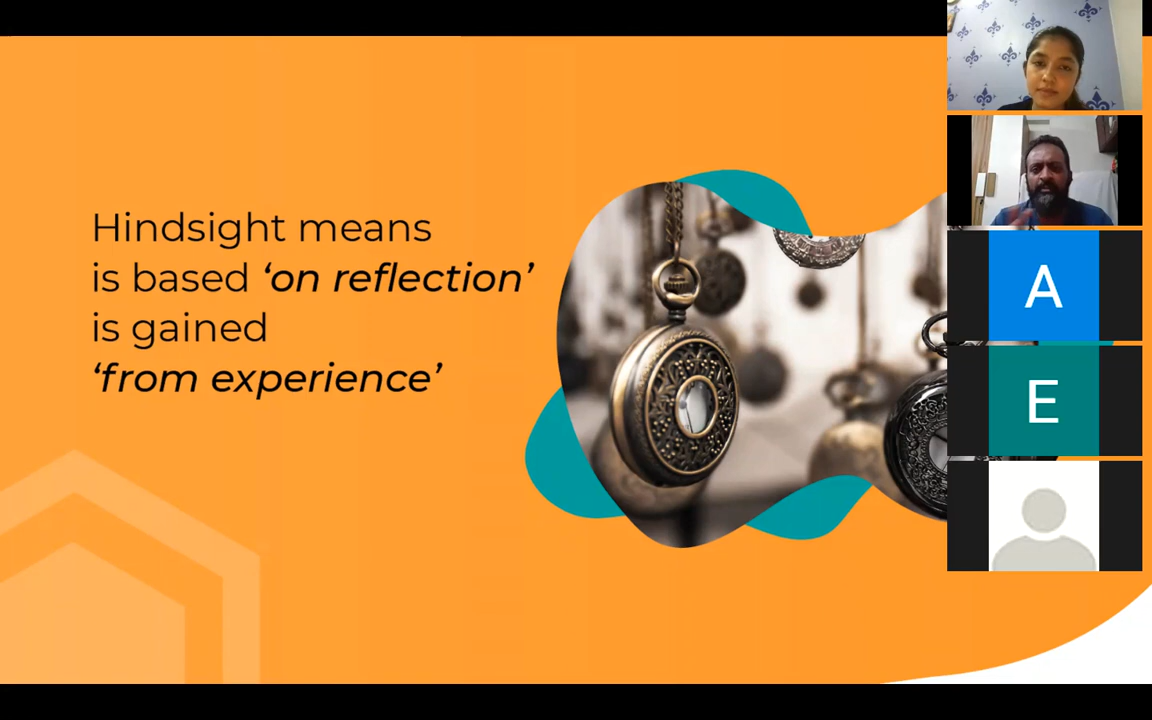 Hindsight means
is based ‘on reflection’
is gained
‘from experience’
A
E